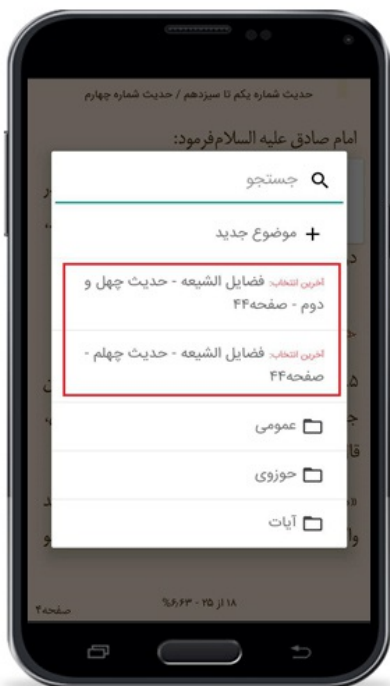 حدیث شماره یکم تا سیزدهم / حدیث شماره چهارم
امام صادق علیه السلام فرمود:
جستجو
موضوع جدید
آخرین انتخاب: فضایل الشیعه - حدیث چهل و
دوم - صفحه۴۴
آخرین انتخاب: فضایل الشیعه - حدیث چهلم -
صفحه۴۴
عمومی
حوزوی
آیات
۱۸ از ۲۵ - ۶٫۶۳%
صفحه۴